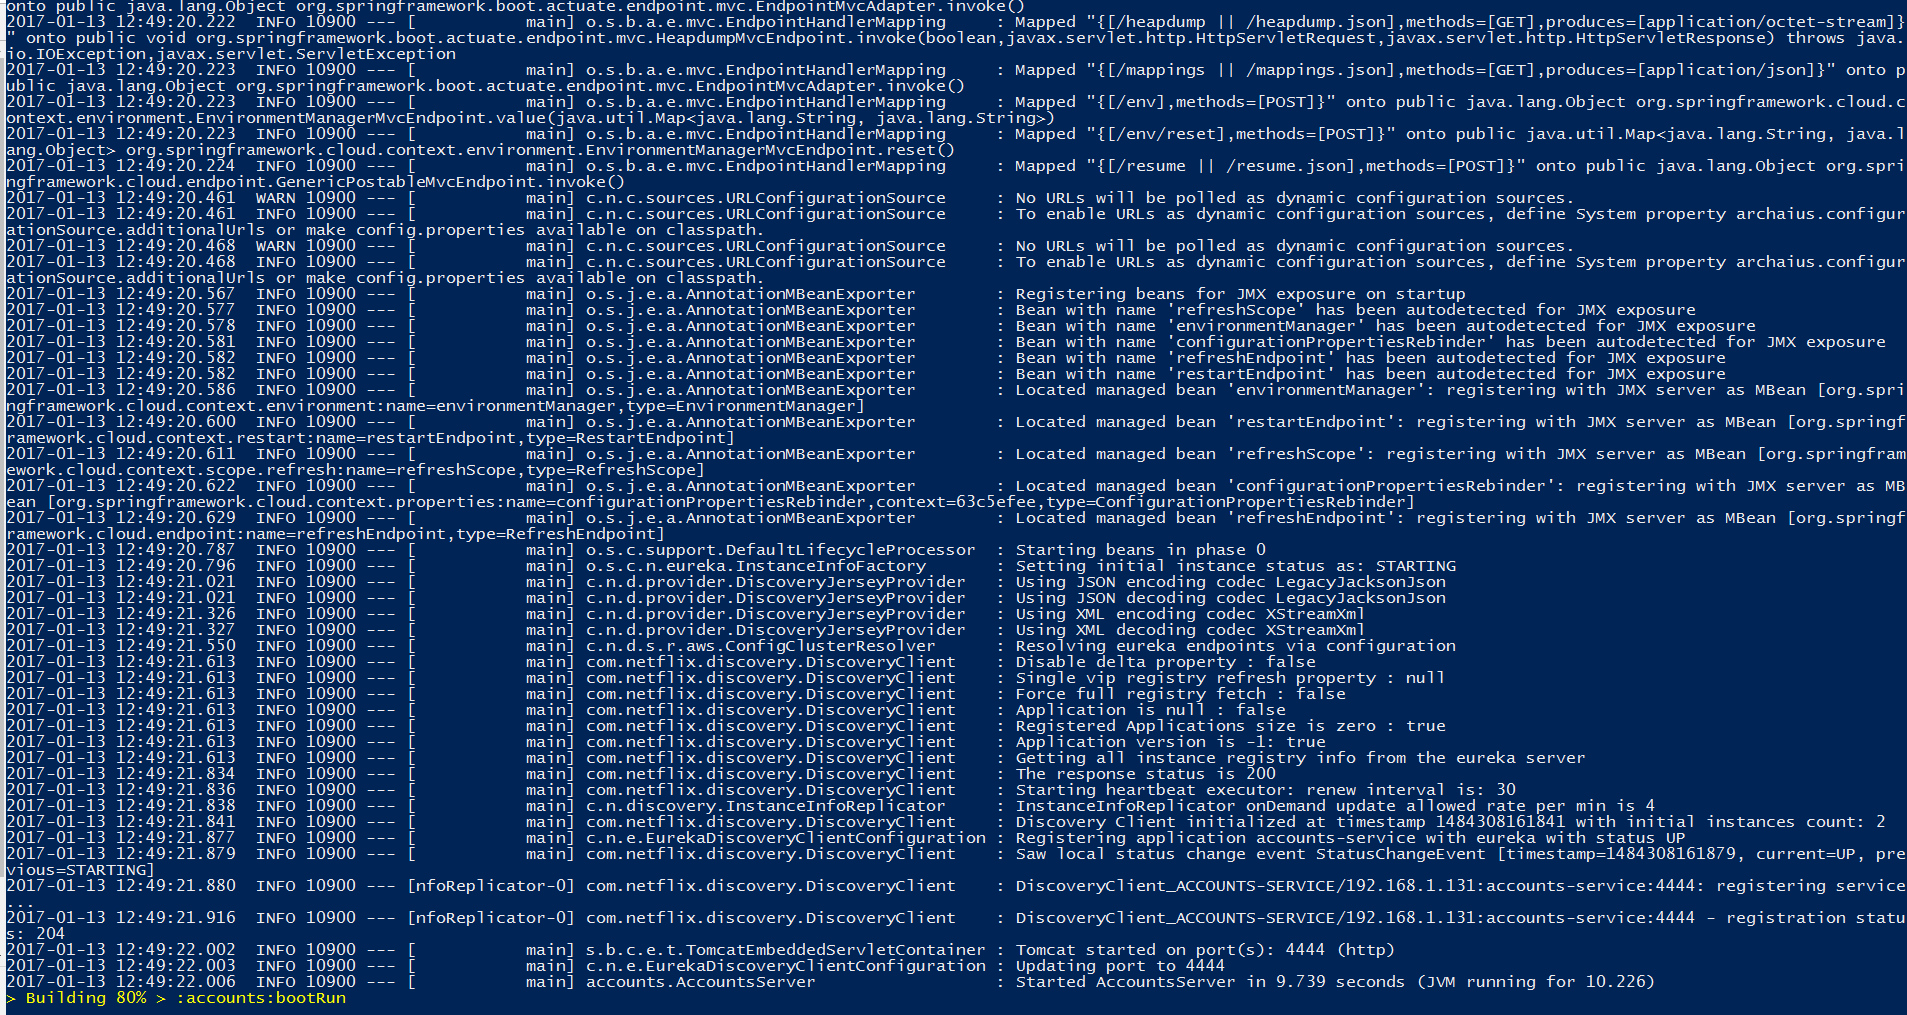 onto public java.lang.Object org.springframework.boot.actuate.endpoint.mvc.EndpointMvcAdapter.invoke()
2017-01-13 12:49:20.222  INFO 10900 --- [           main] o.s.b.a.e.mvc.EndpointHandlerMapping     : Mapped "{[/heapdump || /heapdump.json],methods=[GET],produces=[application/octet-stream]}
" onto public void org.springframework.boot.actuate.endpoint.mvc.HeapdumpMvcEndpoint.invoke(boolean,javax.servlet.http.HttpServletRequest,javax.servlet.http.HttpServletResponse) throws java.
io.IOException,javax.servlet.ServletException
2017-01-13 12:49:20.223  INFO 10900 --- [           main] o.s.b.a.e.mvc.EndpointHandlerMapping     : Mapped "{[/mappings || /mappings.json],methods=[GET],produces=[application/json]}" onto p
ublic java.lang.Object org.springframework.boot.actuate.endpoint.mvc.EndpointMvcAdapter.invoke()
2017-01-13 12:49:20.223  INFO 10900 --- [           main] o.s.b.a.e.mvc.EndpointHandlerMapping     : Mapped "{[/env],methods=[POST]}" onto public java.lang.Object org.springframework.cloud.c
ontext.environment.EnvironmentManagerMvcEndpoint.value(java.util.Map<java.lang.String, java.lang.String>)
2017-01-13 12:49:20.223  INFO 10900 --- [           main] o.s.b.a.e.mvc.EndpointHandlerMapping     : Mapped "{[/env/reset],methods=[POST]}" onto public java.util.Map<java.lang.String, java.l
ang.Object> org.springframework.cloud.context.environment.EnvironmentManagerMvcEndpoint.reset()
2017-01-13 12:49:20.224  INFO 10900 --- [           main] o.s.b.a.e.mvc.EndpointHandlerMapping     : Mapped "{[/resume || /resume.json],methods=[POST]}" onto public java.lang.Object org.spri
ngframework.cloud.endpoint.GenericPostableMvcEndpoint.invoke()
2017-01-13 12:49:20.461  WARN 10900 --- [           main] c.n.c.sources.URLConfigurationSource     : No URLs will be polled as dynamic configuration sources.
2017-01-13 12:49:20.461  INFO 10900 --- [           main] c.n.c.sources.URLConfigurationSource     : To enable URLs as dynamic configuration sources, define System property archaius.configur
ationSource.additionalUrls or make config.properties available on classpath.
2017-01-13 12:49:20.468  WARN 10900 --- [           main] c.n.c.sources.URLConfigurationSource     : No URLs will be polled as dynamic configuration sources.
2017-01-13 12:49:20.468  INFO 10900 --- [           main] c.n.c.sources.URLConfigurationSource     : To enable URLs as dynamic configuration sources, define System property archaius.configur
ationSource.additionalUrls or make config.properties available on classpath.
2017-01-13 12:49:20.567  INFO 10900 --- [           main] o.s.j.e.a.AnnotationMBeanExporter        : Registering beans for JMX exposure on startup
2017-01-13 12:49:20.577  INFO 10900 --- [           main] o.s.j.e.a.AnnotationMBeanExporter        : Bean with name 'refreshScope' has been autodetected for JMX exposure
2017-01-13 12:49:20.578  INFO 10900 --- [           main] o.s.j.e.a.AnnotationMBeanExporter        : Bean with name 'environmentManager' has been autodetected for JMX exposure
2017-01-13 12:49:20.581  INFO 10900 --- [           main] o.s.j.e.a.AnnotationMBeanExporter        : Bean with name 'configurationPropertiesRebinder' has been autodetected for JMX exposure
2017-01-13 12:49:20.582  INFO 10900 --- [           main] o.s.j.e.a.AnnotationMBeanExporter        : Bean with name 'refreshEndpoint' has been autodetected for JMX exposure
2017-01-13 12:49:20.582  INFO 10900 --- [           main] o.s.j.e.a.AnnotationMBeanExporter        : Bean with name 'restartEndpoint' has been autodetected for JMX exposure
2017-01-13 12:49:20.586  INFO 10900 --- [           main] o.s.j.e.a.AnnotationMBeanExporter        : Located managed bean 'environmentManager': registering with JMX server as MBean [org.spri
ngframework.cloud.context.environment:name=environmentManager,type=EnvironmentManager]
2017-01-13 12:49:20.600  INFO 10900 --- [           main] o.s.j.e.a.AnnotationMBeanExporter        : Located managed bean 'restartEndpoint': registering with JMX server as MBean [org.springf
ramework.cloud.context.restart:name=restartEndpoint,type=RestartEndpoint]
2017-01-13 12:49:20.611  INFO 10900 --- [           main] o.s.j.e.a.AnnotationMBeanExporter        : Located managed bean 'refreshScope': registering with JMX server as MBean [org.springfram
ework.cloud.context.scope.refresh:name=refreshScope,type=RefreshScope]
2017-01-13 12:49:20.622  INFO 10900 --- [           main] o.s.j.e.a.AnnotationMBeanExporter        : Located managed bean 'configurationPropertiesRebinder': registering with JMX server as MB
ean [org.springframework.cloud.context.properties:name=configurationPropertiesRebinder,context=63c5efee,type=ConfigurationPropertiesRebinder]
2017-01-13 12:49:20.629  INFO 10900 --- [           main] o.s.j.e.a.AnnotationMBeanExporter        : Located managed bean 'refreshEndpoint': registering with JMX server as MBean [org.springf
ramework.cloud.endpoint:name=refreshEndpoint,type=RefreshEndpoint]
2017-01-13 12:49:20.787  INFO 10900 --- [           main] o.s.c.support.DefaultLifecycleProcessor  : Starting beans in phase 0
2017-01-13 12:49:20.796  INFO 10900 --- [           main] o.s.c.n.eureka.InstanceInfoFactory       : Setting initial instance status as: STARTING
2017-01-13 12:49:21.021  INFO 10900 --- [           main] c.n.d.provider.DiscoveryJerseyProvider   : Using JSON encoding codec LegacyJacksonJson
2017-01-13 12:49:21.021  INFO 10900 --- [           main] c.n.d.provider.DiscoveryJerseyProvider   : Using JSON decoding codec LegacyJacksonJson
2017-01-13 12:49:21.326  INFO 10900 --- [           main] c.n.d.provider.DiscoveryJerseyProvider   : Using XML encoding codec XStreamXml
2017-01-13 12:49:21.327  INFO 10900 --- [           main] c.n.d.provider.DiscoveryJerseyProvider   : Using XML decoding codec XStreamXml
2017-01-13 12:49:21.550  INFO 10900 --- [           main] c.n.d.s.r.aws.ConfigClusterResolver      : Resolving eureka endpoints via configuration
2017-01-13 12:49:21.613  INFO 10900 --- [           main] com.netflix.discovery.DiscoveryClient    : Disable delta property : false
2017-01-13 12:49:21.613  INFO 10900 --- [           main] com.netflix.discovery.DiscoveryClient    : Single vip registry refresh property : null
2017-01-13 12:49:21.613  INFO 10900 --- [           main] com.netflix.discovery.DiscoveryClient    : Force full registry fetch : false
2017-01-13 12:49:21.613  INFO 10900 --- [           main] com.netflix.discovery.DiscoveryClient    : Application is null : false
2017-01-13 12:49:21.613  INFO 10900 --- [           main] com.netflix.discovery.DiscoveryClient    : Registered Applications size is zero : true
2017-01-13 12:49:21.613  INFO 10900 --- [           main] com.netflix.discovery.DiscoveryClient    : Application version is -1: true
2017-01-13 12:49:21.613  INFO 10900 --- [           main] com.netflix.discovery.DiscoveryClient    : Getting all instance registry info from the eureka server
2017-01-13 12:49:21.834  INFO 10900 --- [           main] com.netflix.discovery.DiscoveryClient    : The response status is 200
2017-01-13 12:49:21.836  INFO 10900 --- [           main] com.netflix.discovery.DiscoveryClient    : Starting heartbeat executor: renew interval is: 30
2017-01-13 12:49:21.838  INFO 10900 --- [           main] c.n.discovery.InstanceInfoReplicator     : InstanceInfoReplicator onDemand update allowed rate per min is 4
2017-01-13 12:49:21.841  INFO 10900 --- [           main] com.netflix.discovery.DiscoveryClient    : Discovery Client initialized at timestamp 1484308161841 with initial instances count: 2
2017-01-13 12:49:21.877  INFO 10900 --- [           main] c.n.e.EurekaDiscoveryClientConfiguration : Registering application accounts-service with eureka with status UP
2017-01-13 12:49:21.879  INFO 10900 --- [           main] com.netflix.discovery.DiscoveryClient    : Saw local status change event StatusChangeEvent [timestamp=1484308161879, current=UP, pre
vious=STARTING]
2017-01-13 12:49:21.880  INFO 10900 --- [nfoReplicator-0] com.netflix.discovery.DiscoveryClient    : DiscoveryClient_ACCOUNTS-SERVICE/192.168.1.131:accounts-service:4444: registering service
...
2017-01-13 12:49:21.916  INFO 10900 --- [nfoReplicator-0] com.netflix.discovery.DiscoveryClient    : DiscoveryClient_ACCOUNTS-SERVICE/192.168.1.131:accounts-service:4444 - registration statu
s: 204
2017-01-13 12:49:22.002  INFO 10900 --- [           main] s.b.c.e.t.TomcatEmbeddedServletContainer : Tomcat started on port(s): 4444 (http)
2017-01-13 12:49:22.003  INFO 10900 --- [           main] c.n.e.EurekaDiscoveryClientConfiguration : Updating port to 4444
2017-01-13 12:49:22.006  INFO 10900 --- [           main] accounts.AccountsServer                  : Started AccountsServer in 9.739 seconds (JVM running for 10.226)
> Building 80% > :accounts:bootRun